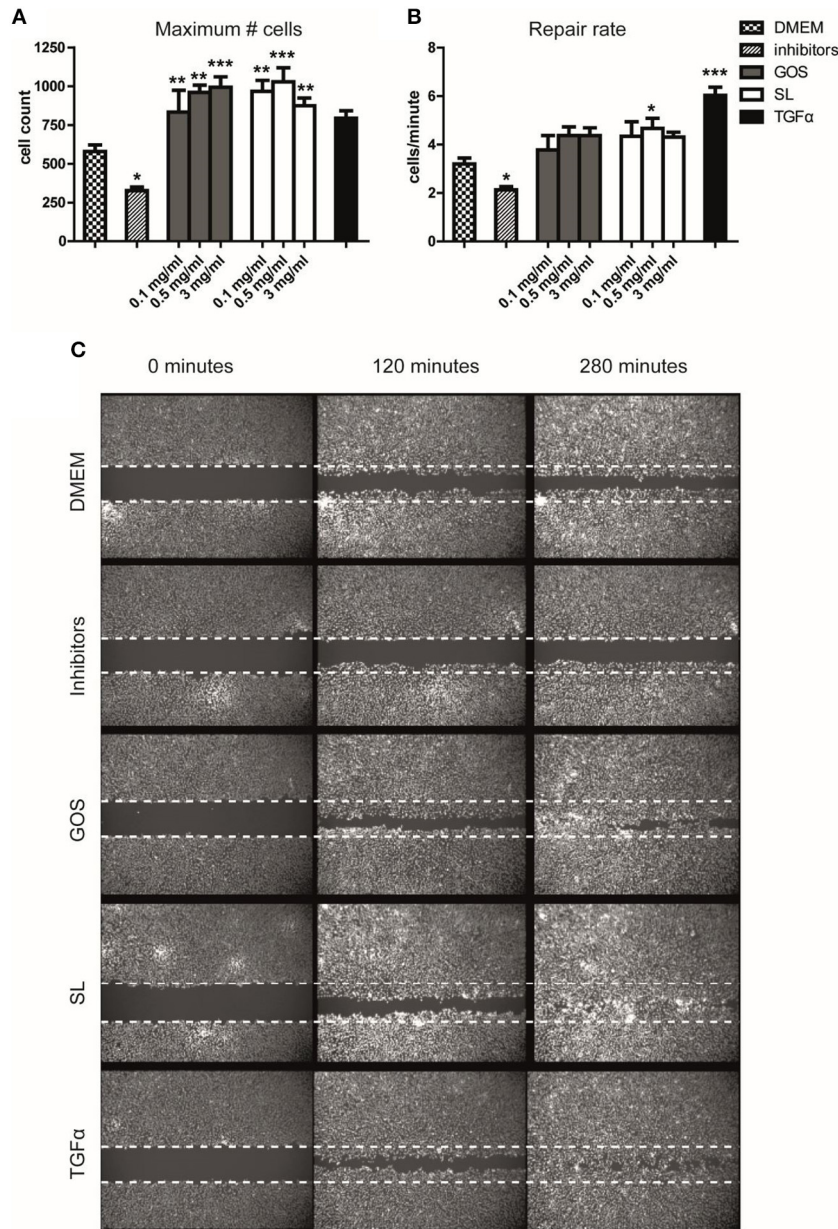 A
Maximum # cells
cell count
1250
1000
750
500
250
0
** ** *** ** *** **
*
0.1 mg/ml
0.5 mg/ml
3 mg/ml
0.1 mg/ml
0.5 mg/ml
3 mg/ml
B
Repair rate
cells/minute
8
6
4
2
0
*
*
***
0.1 mg/ml
0.5 mg/ml
3 mg/ml
0.1 mg/ml
0.5 mg/ml
3 mg/ml
DMEM
inhibitors
GOS
SL
TGFα
C
0 minutes
120 minutes
280 minutes
DMEM
Inhibitors
GOS
SL
TGFα